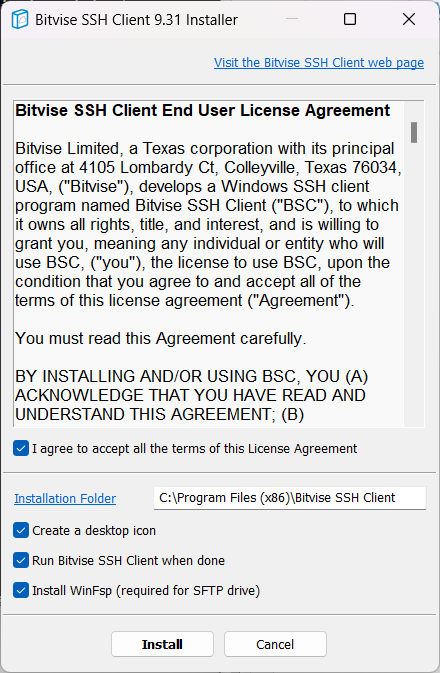 Bitvise SSH Client 9.31 Installer
Visit the Bitvise SSH Client web page
Bitvise SSH Client End User License Agreement
Bitvise Limited, a Texas corporation with its principal
office at 4105 Lombardy Ct, Colleyville, Texas 76034,
USA, ("Bitvise"), develops a Windows SSH client
program named Bitvise SSH Client ("BSC"), to which
it owns all rights, title, and interest, and is willing to
grant you, meaning any individual or entity who will
use BSC, ("you"), the license to use BSC, upon the
condition that you agree to and accept all of the
terms of this license agreement ("Agreement").
You must read this Agreement carefully.
BY INSTALLING AND/OR USING BSC, YOU (A)
ACKNOWLEDGE THAT YOU HAVE READ AND
UNDERSTAND THIS AGREEMENT; (B)
I agree to accept all the terms of this License Agreement
Installation Folder C:\Program Files (x86)\Bitvise SSH Client
Create a desktop icon
Run Bitvise SSH Client when done
Install WinFsp (required for SFTP drive)
Install Cancel